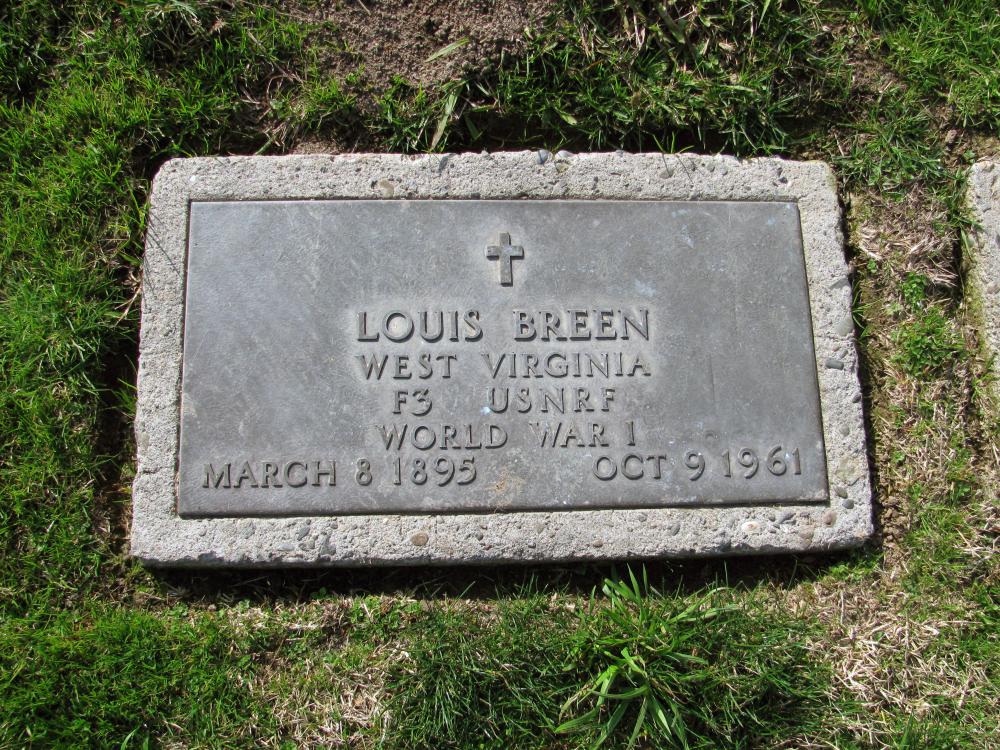 LOUIS BREEN
WEST VIRGINIA
F3 USNRF
WORLD WAR I
MARCH 8 1895 OCT 9 1961